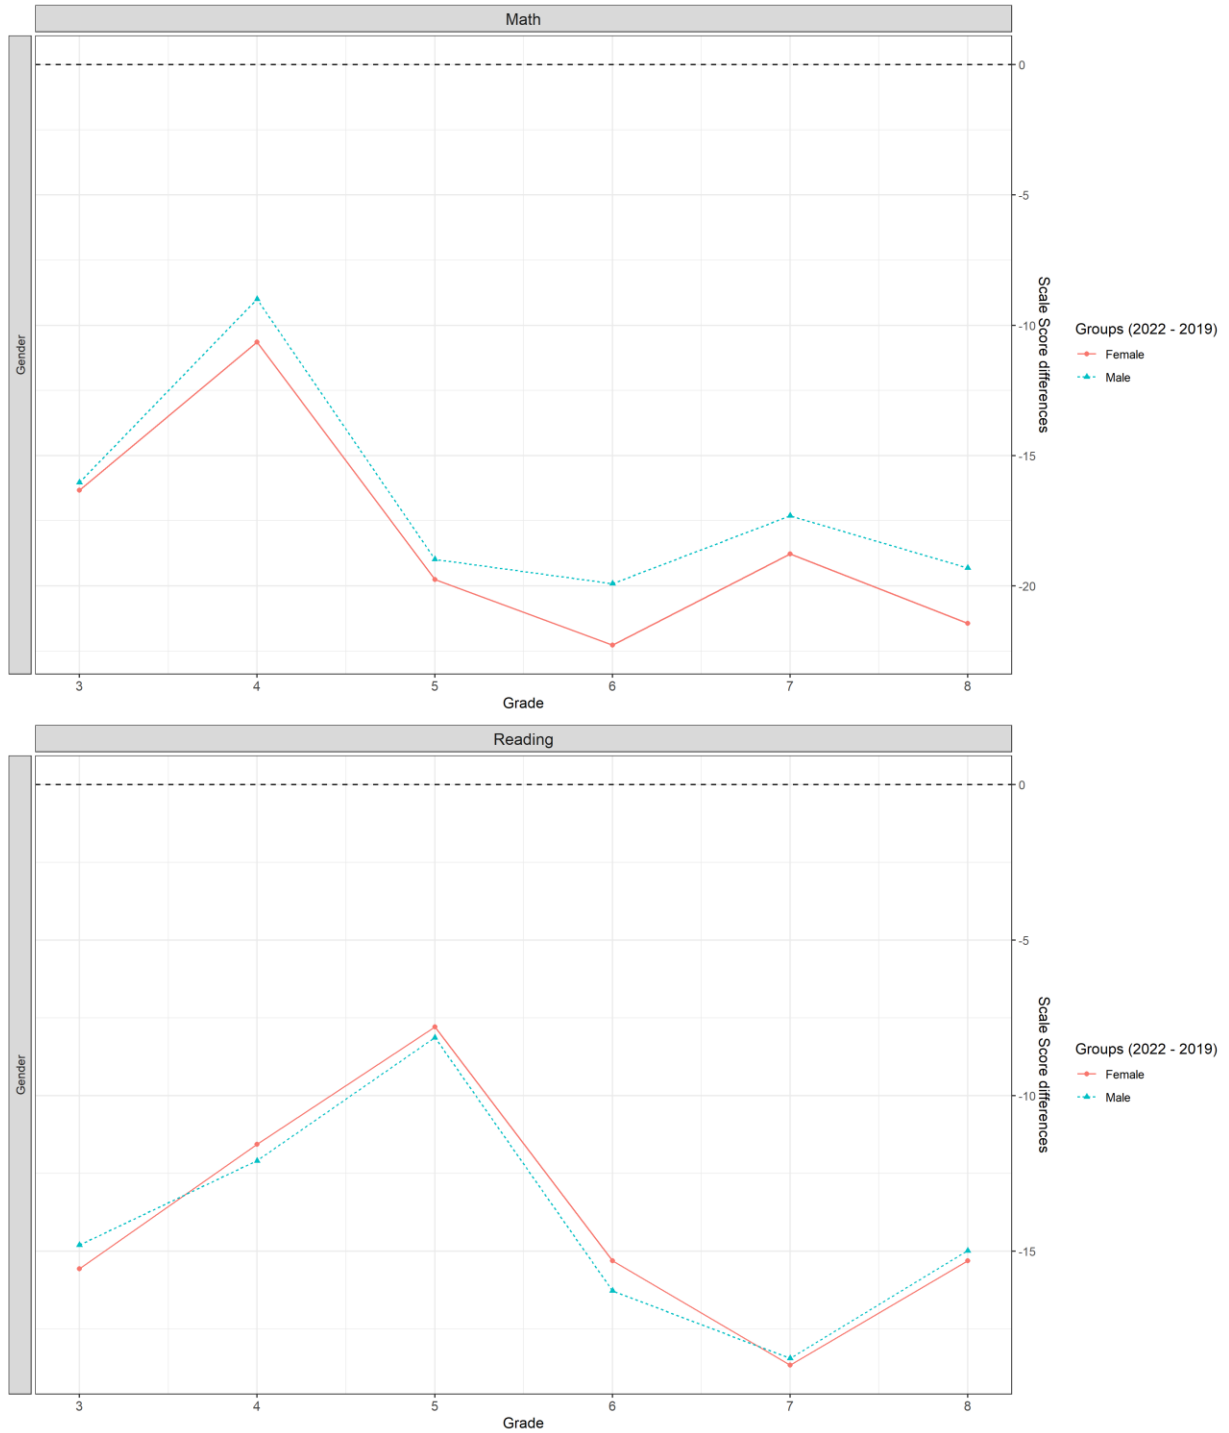 Math
Gender
0
-5
-10
-15
-20
Scale Score differences
3 4 5 6 7 8
Grade
Groups (2022 - 2019)
Female
Male
Reading
Gender
0
-5
-10
-15
Scale Score differences
3 4 5 6 7 8
Grade
Groups (2022 - 2019)
Female
Male